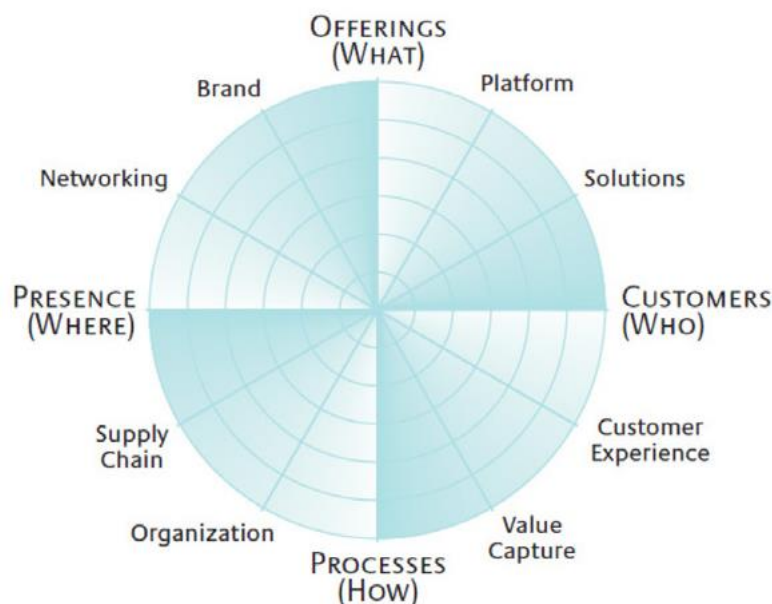 OFFERINGS
(WHAT)
Brand
Platform
Networking
Solutions
PRESENCE
(WHERE)
CUSTOMERS
(WHO)
Supply
Chain
Customer
Experience
Organization
Value
Capture
PROCESSES
(HOW)